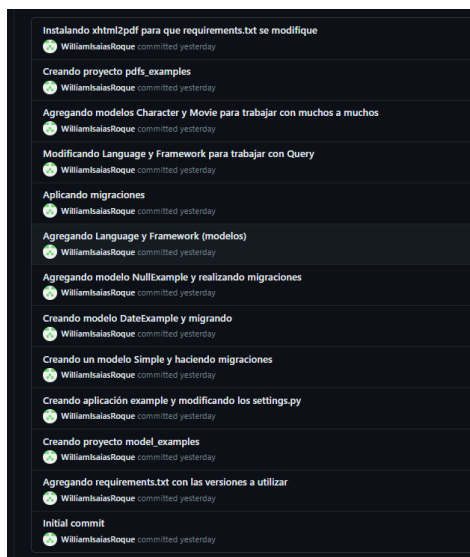 Instalando xhtml2pdf para que requirements.txt se modifique
WilliamIsaiasRoque committed yesterday
Creando proyecto pdfs_examples
WilliamIsaiasRoque committed yesterday
Agregando modelos Character y Movie para trabajar con muchos a muchos
WilliamIsaiasRoque committed yesterday
Modificando Language y Framework para trabajar con Query
WilliamIsaiasRoque committed yesterday
Aplicando migraciones
WilliamIsaiasRoque committed yesterday
Agregando Language y Framework (modelos)
WilliamIsaiasRoque committed yesterday
Agregando modelo NullExample y realizando migraciones
WilliamIsaiasRoque committed yesterday
Creando modelo DateExample y migrando
WilliamIsaiasRoque committed yesterday
Creando un modelo Simple y haciendo migraciones
WilliamIsaiasRoque committed yesterday
Creando aplicación example y modificando los settings.py
WilliamIsaiasRoque committed yesterday
Creando proyecto model_examples
WilliamIsaiasRoque committed yesterday
Agregando requirements.txt con las versiones a utilizar
WilliamIsaiasRoque committed yesterday
Initial commit
WilliamIsaiasRoque committed yesterday